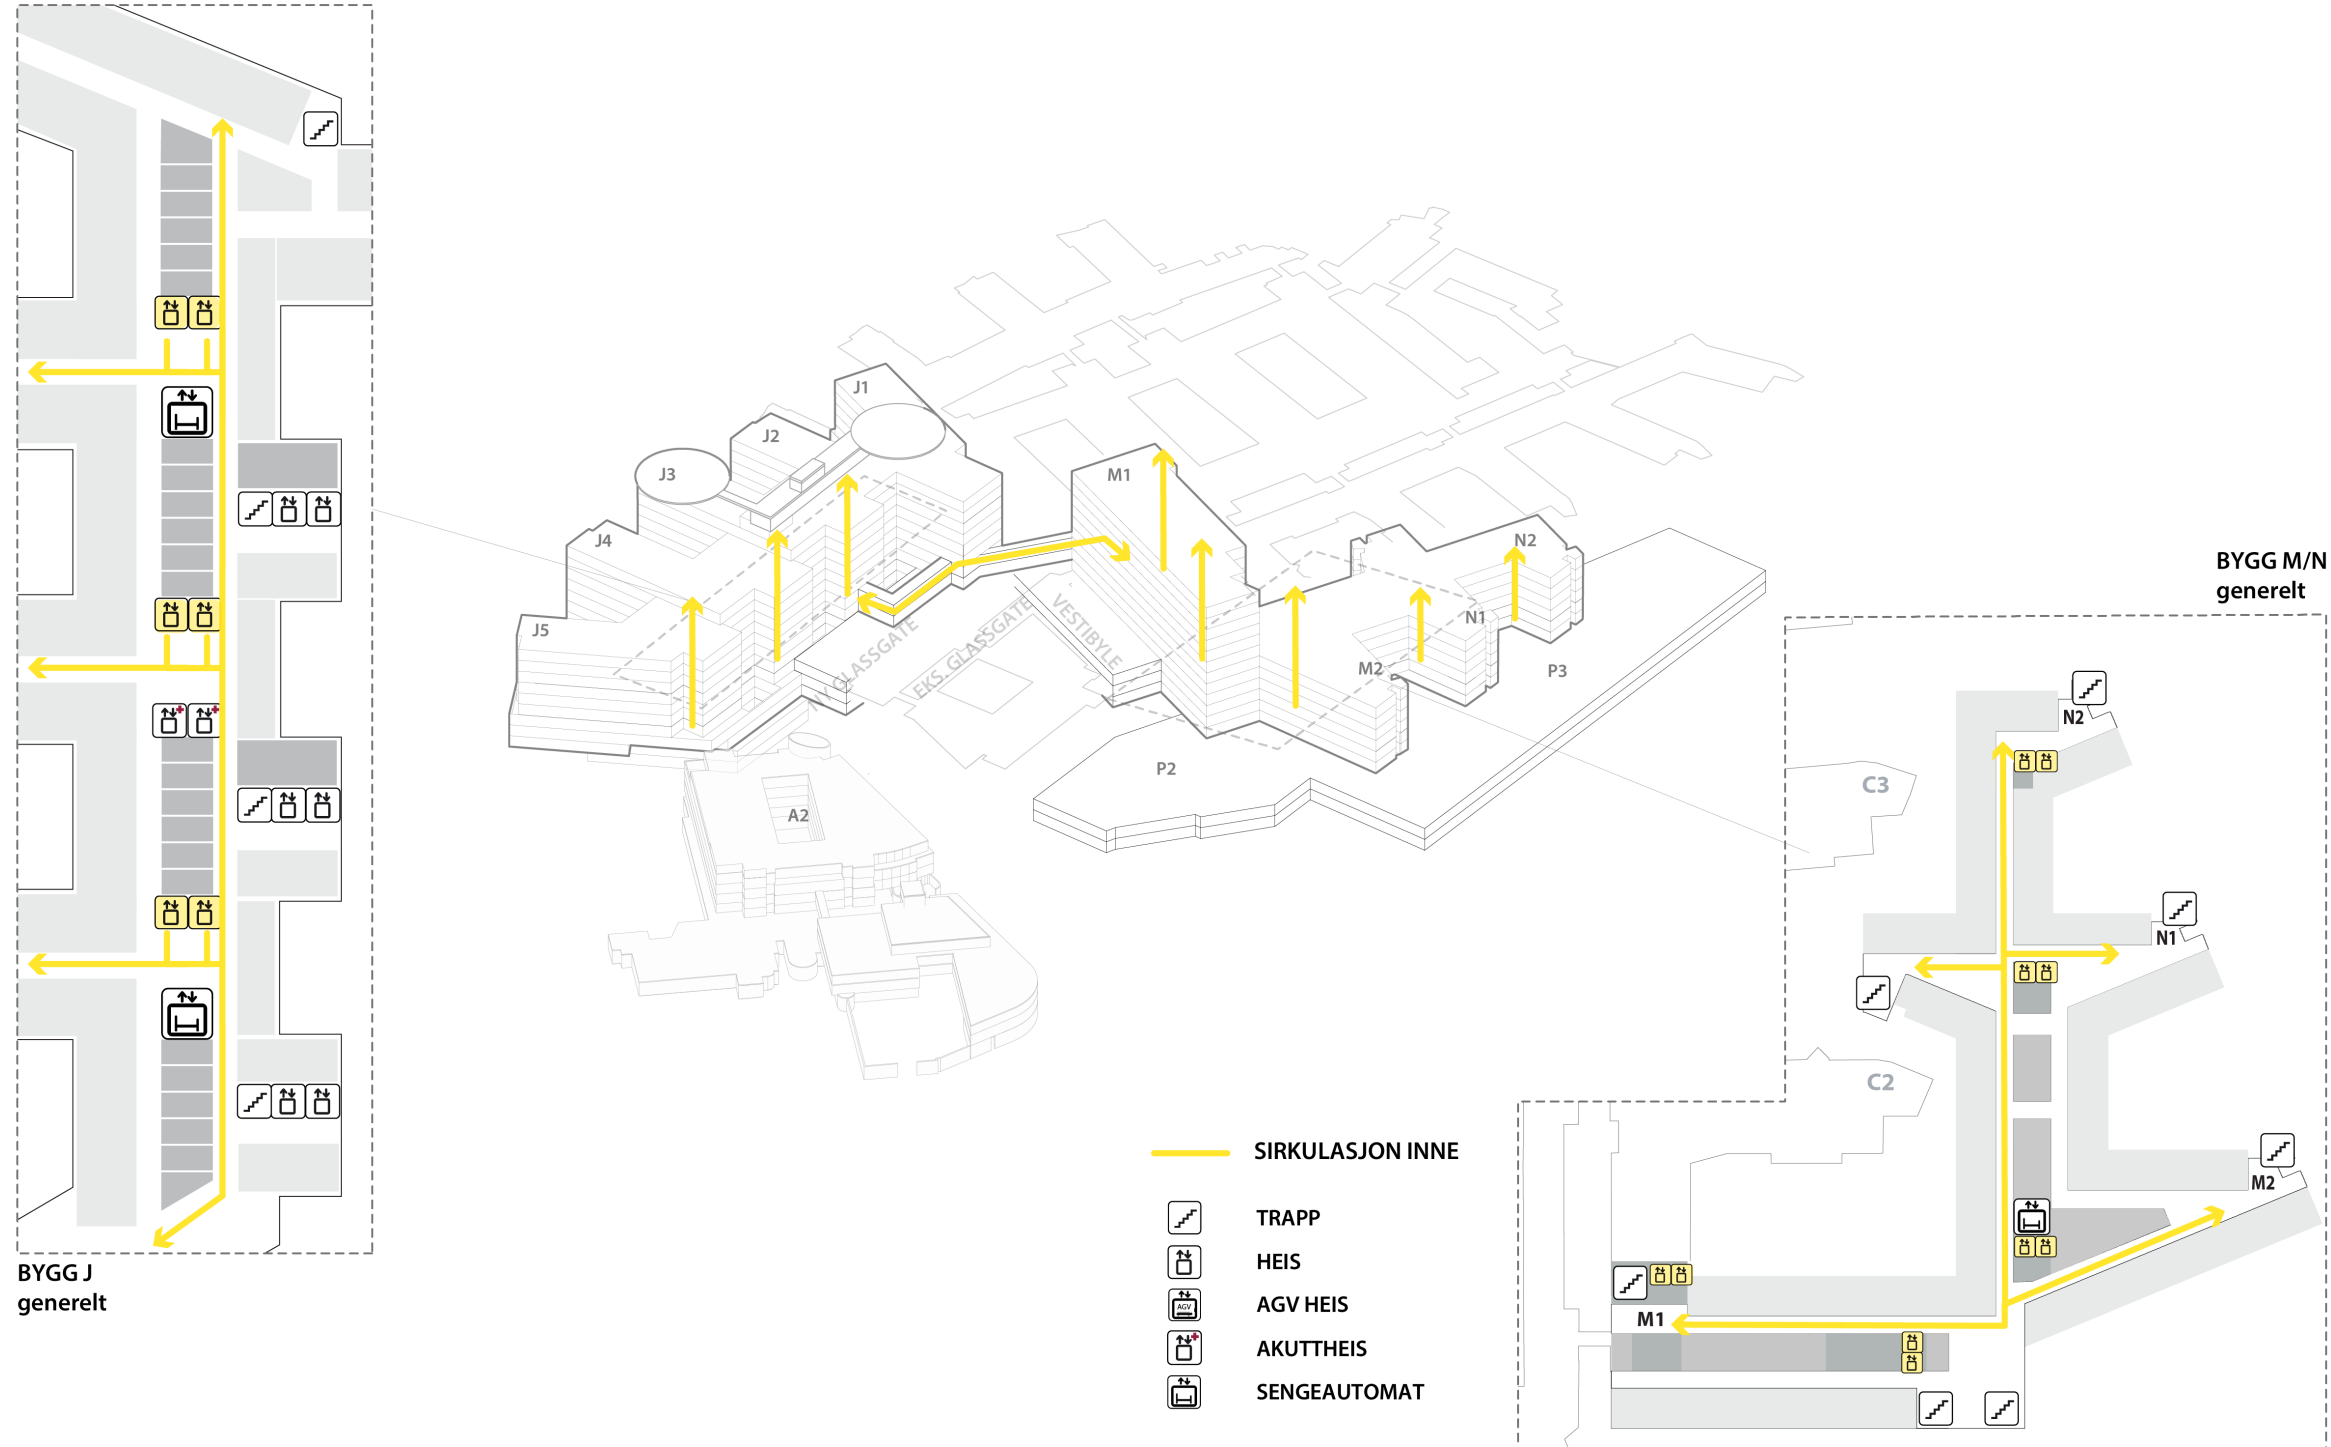 J1
J2
J3
J4
J5
M1
N2
N1
M2
P3
P2
A2
NY GLASSGATE
EKS. GLASSGATE
VESTIBYLE
BYGG J
generelt
BYGG M/N
generelt
N2
C3
N1
C2
M2
M1
SIRKULASJON INNE
TRAPP
HEIS
AGV
AGV HEIS
AKUTTHEIS
SENGEAUTOMAT